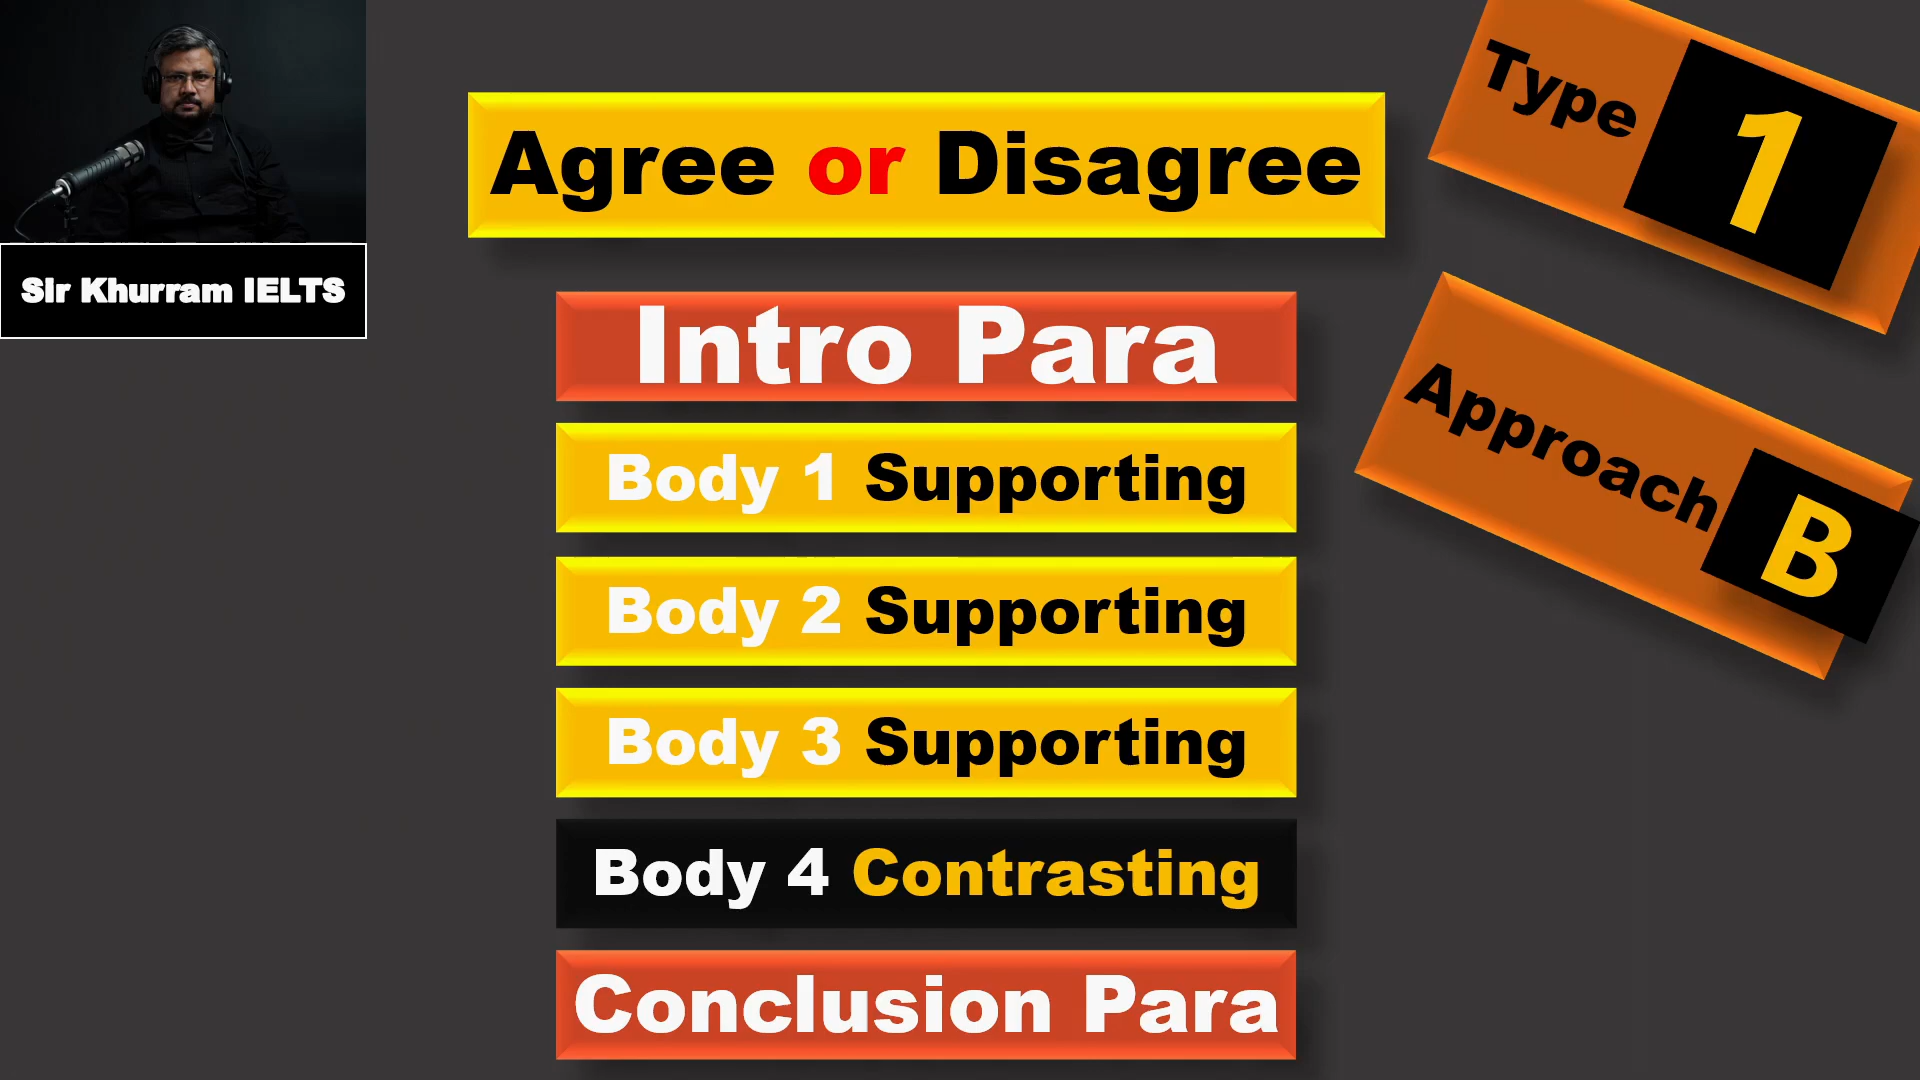 Sir Khurram IELTS
Agree or Disagree
Type 1
Approach B
Intro Para
Body 1 Supporting
Body 2 Supporting
Body 3 Supporting
Body 4 Contrasting
Conclusion Para